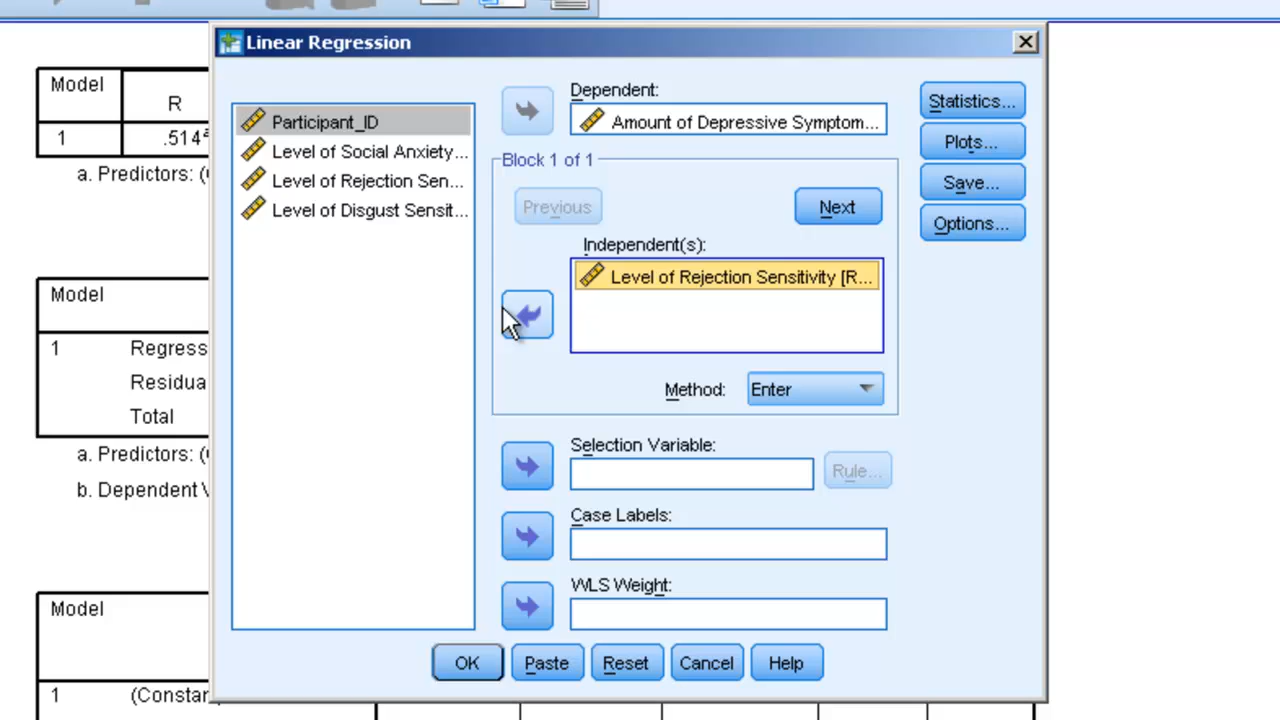 Linear Regression
Model
R
1
.514ª
a. Predictors: (
Model
1
Regress
Residua
Total
a. Predictors: (
b. Dependent V
Model
1
(Constar
Participant_ID
Level of Social Anxiety...
Level of Rejection Sen...
Level of Disgust Sensit...
Dependent:
Amount of Depressive Symptom...
Block 1 of 1
Previous
Next
Independent(s):
Level of Rejection Sensitivity [R...
Method:
Enter
Selection Variable:
Rule...
Case Labels:
WLS Weight:
Statistics...
Plots...
Save...
Options...
OK
Paste
Reset
Cancel
Help